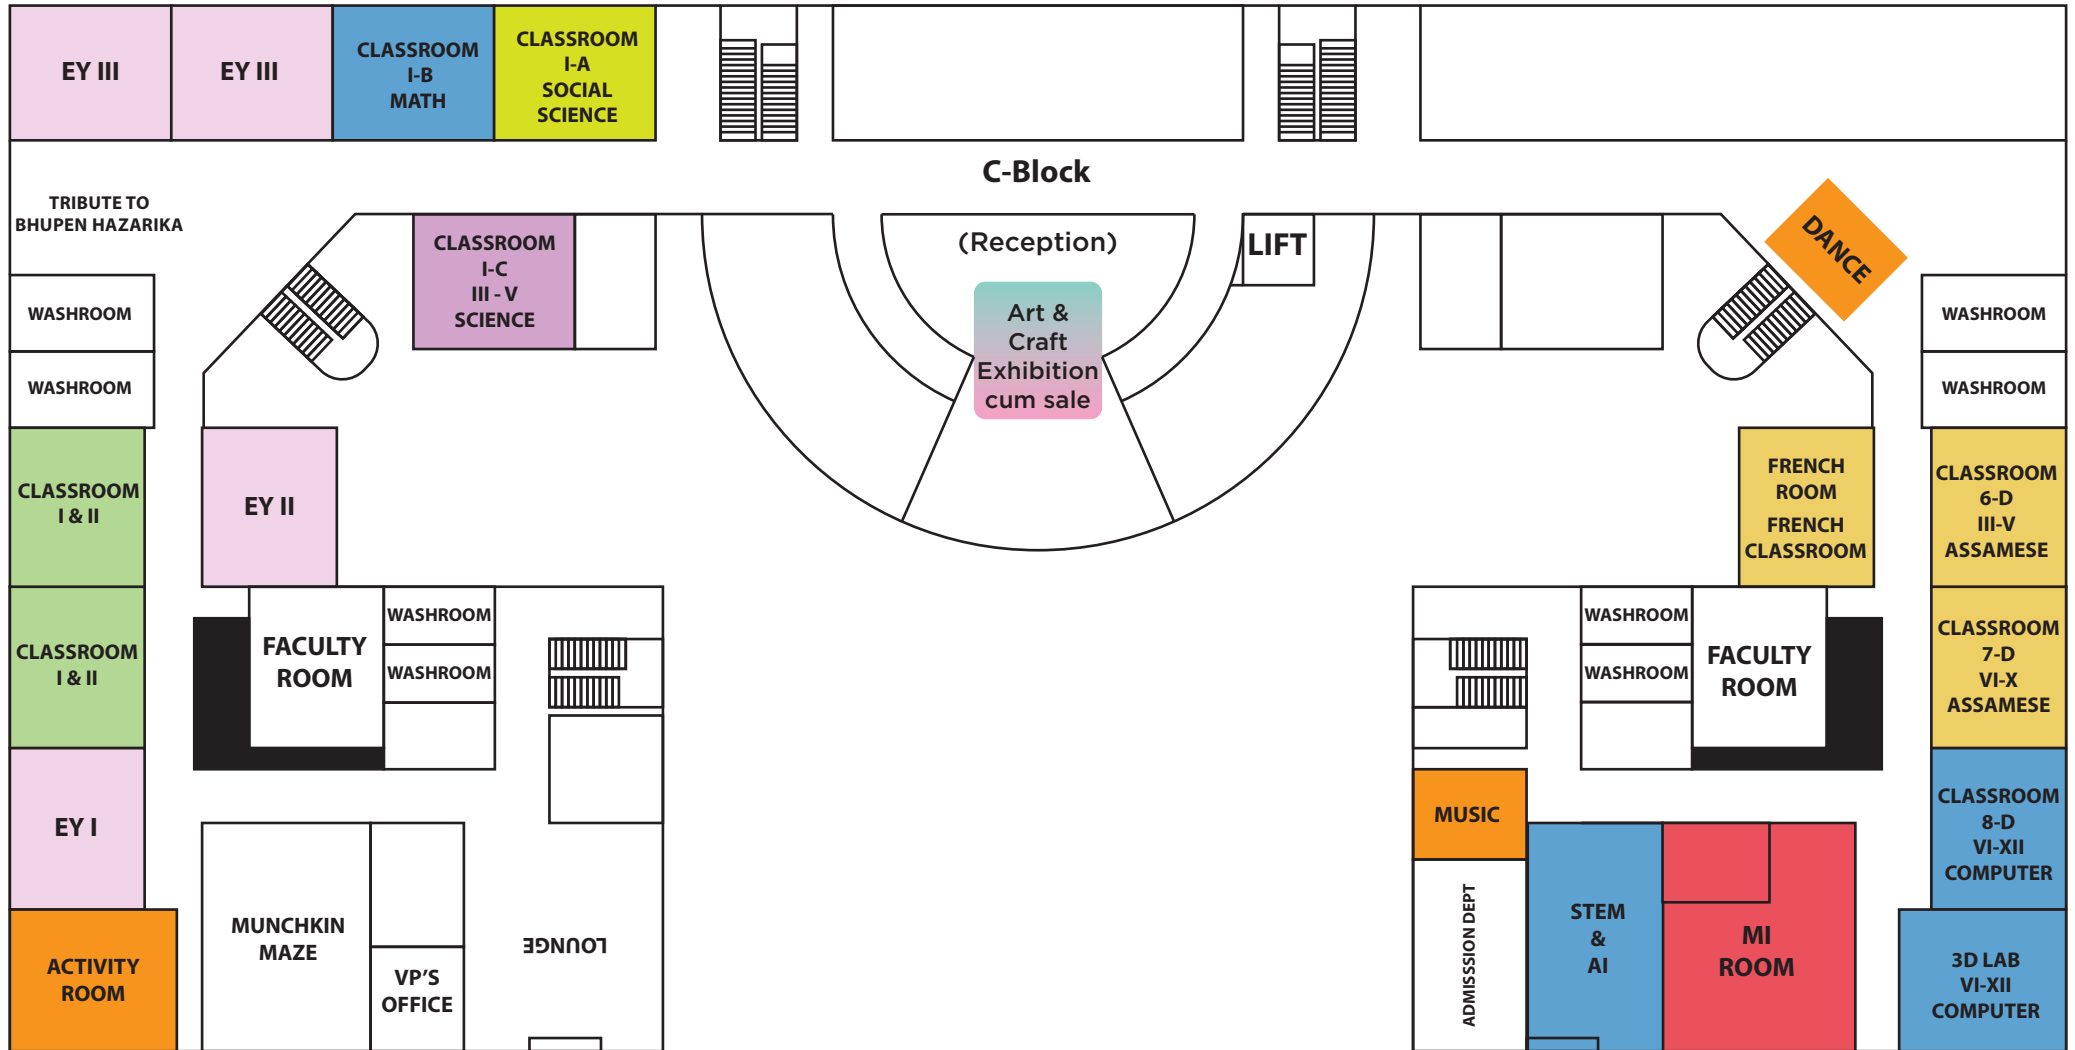 EY III
EY III
CLASSROOM
I-B
MATH
CLASSROOM
I-A
SOCIAL
SCIENCE
C-Block
TRIBUTE TO
BHUPEN HAZARIKA
CLASSROOM
I-C
III - V
SCIENCE
(Reception)
Art &
Craft
Exhibition
cum sale
LIFT
DANCE
WASHROOM
WASHROOM
WASHROOM
WASHROOM
CLASSROOM
I & II
EY II
FRENCH
ROOM
FRENCH
CLASSROOM
CLASSROOM
6-D
III-V
ASSAMESE
CLASSROOM
I & II
FACULTY
ROOM
WASHROOM
WASHROOM
WASHROOM
WASHROOM
FACULTY
ROOM
CLASSROOM
7-D
VI-X
ASSAMESE
EY I
MUSIC
CLASSROOM
8-D
VI-XII
COMPUTER
ACTIVITY
ROOM
MUNCHKIN
MAZE
VP'S
OFFICE
LOUNGE
ADMISSSION DEPT
STEM
&
AI
MI
ROOM
3D LAB
VI-XII
COMPUTER